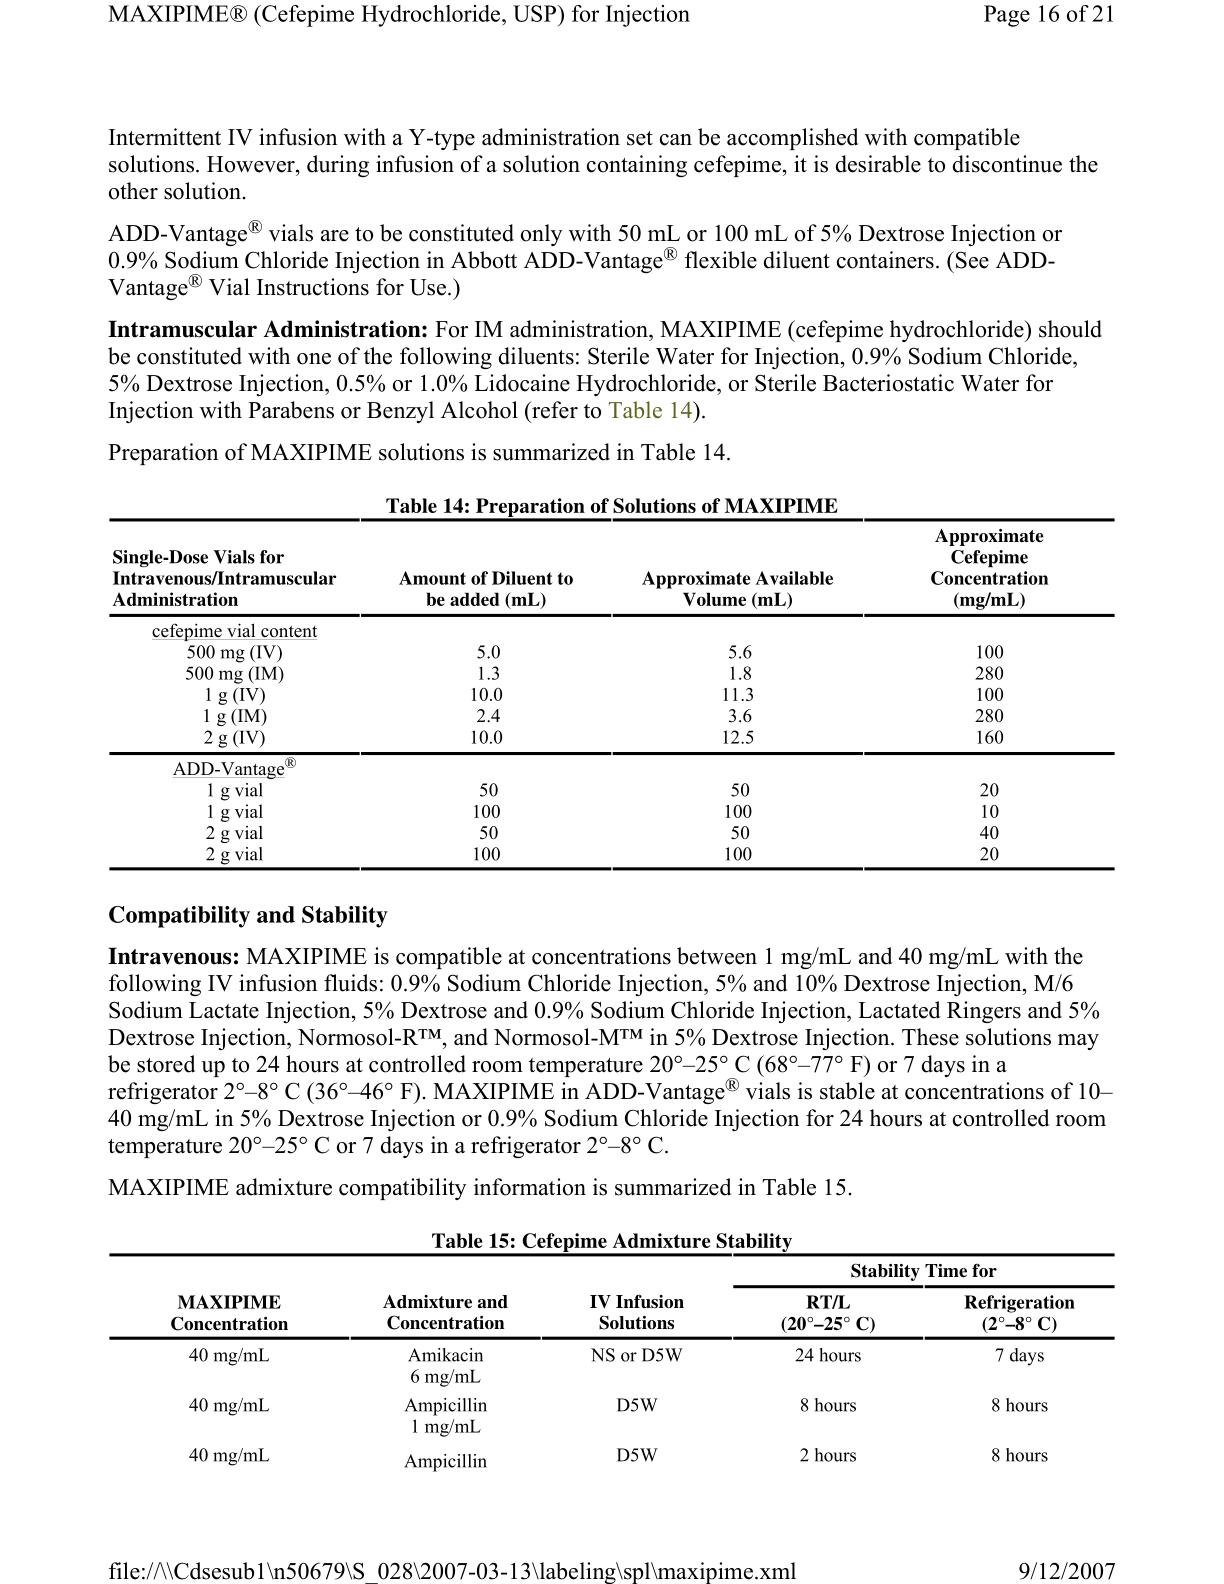 MAXIPIME® (Cefepime Hydrochloride, USP) for Injection Page 16 of 21
Intermittent IV infusion with a Y-type administration set can be accomplished with compatible
solutions. However, during infusion of a solution containing cefepime, it is desirable to discontinue the
other solution.
ADD-Vantage® vials are to be constituted only with 50 mL or 100 mL of 5% Dextrose Injection or
0.9% Sodium Chloride Injection in Abbott ADD-Vantage® flexible diluent containers. (See ADD-
Vantage® Vial Instructions for Use.)
Intramuscular Administration: For IM administration, MAXIPIME (cefepime hydrochloride) should
be constituted with one of the following diluents: Sterile Water for Injection, 0.9% Sodium Chloride,
5% Dextrose Injection, 0.5% or 1.0% Lidocaine Hydrochloride, or Sterile Bacteriostatic Water for
Injection with Parabens or Benzyl Alcohol (refer to Table 14).
Preparation of MAXIPIME solutions is summarized in Table 14.
Table 14: Preparation of Solutions of MAXIPIME
Approximate
Single-Dose Vials for Cefepime
Intravenous/Intramuscular Amount of Diluent to Approximate Available Concentration
Administration be added (mL) Volume (mL) (mg/mL)
cefepime vial content
500 mg (IV) 5.0 5.6 100
500 mg (IM) 1.3 1.8 280
1 g (IV) 10.0 11.3 100
1 g (IM) 2.4 3.6 280
2 g (IV) 10.0 12.5 160
ADD-Vantage®
1 g vial 50 50 20
1 g vial 100 100 10
2 g vial 50 50 40
2 g vial 100 100 20
Compatibility and Stability
Intravenous: MAXIPIME is compatible at concentrations between 1 mg/mL and 40 mg/mL with the
following IV infusion fluids: 0.9% Sodium Chloride Injection, 5% and 10% Dextrose Injection, M/6
Sodium Lactate Injection, 5% Dextrose and 0.9% Sodium Chloride Injection, Lactated Ringers and 5%
Dextrose Injection, Normosol-R™, and Normosol-M™ in 5% Dextrose Injection. These solutions may
be stored up to 24 hours at controlled room temperature 20°–25° C (68°–77° F) or 7 days in a
refrigerator 2°–8° C (36°–46° F). MAXIPIME in ADD-Vantage® vials is stable at concentrations of 10–
40 mg/mL in 5% Dextrose Injection or 0.9% Sodium Chloride Injection for 24 hours at controlled room
temperature 20°–25° C or 7 days in a refrigerator 2°–8° C.
MAXIPIME admixture compatibility information is summarized in Table 15.
Table 15: Cefepime Admixture Stability
Stability Time for
MAXIPIME Admixture and IV Infusion RT/L Refrigeration
Concentration Concentration Solutions (20°–25° C) (2°–8° C)
40 mg/mL Amikacin NS or D5W 24 hours 7 days
6 mg/mL
40 mg/mL Ampicillin D5W 8 hours 8 hours
1 mg/mL
40 mg/mL Ampicillin D5W 2 hours 8 hours
file://\\Cdsesub1\n50679\S_028\2007-03-13\labeling\spl\maxipime.xml 9/12/2007